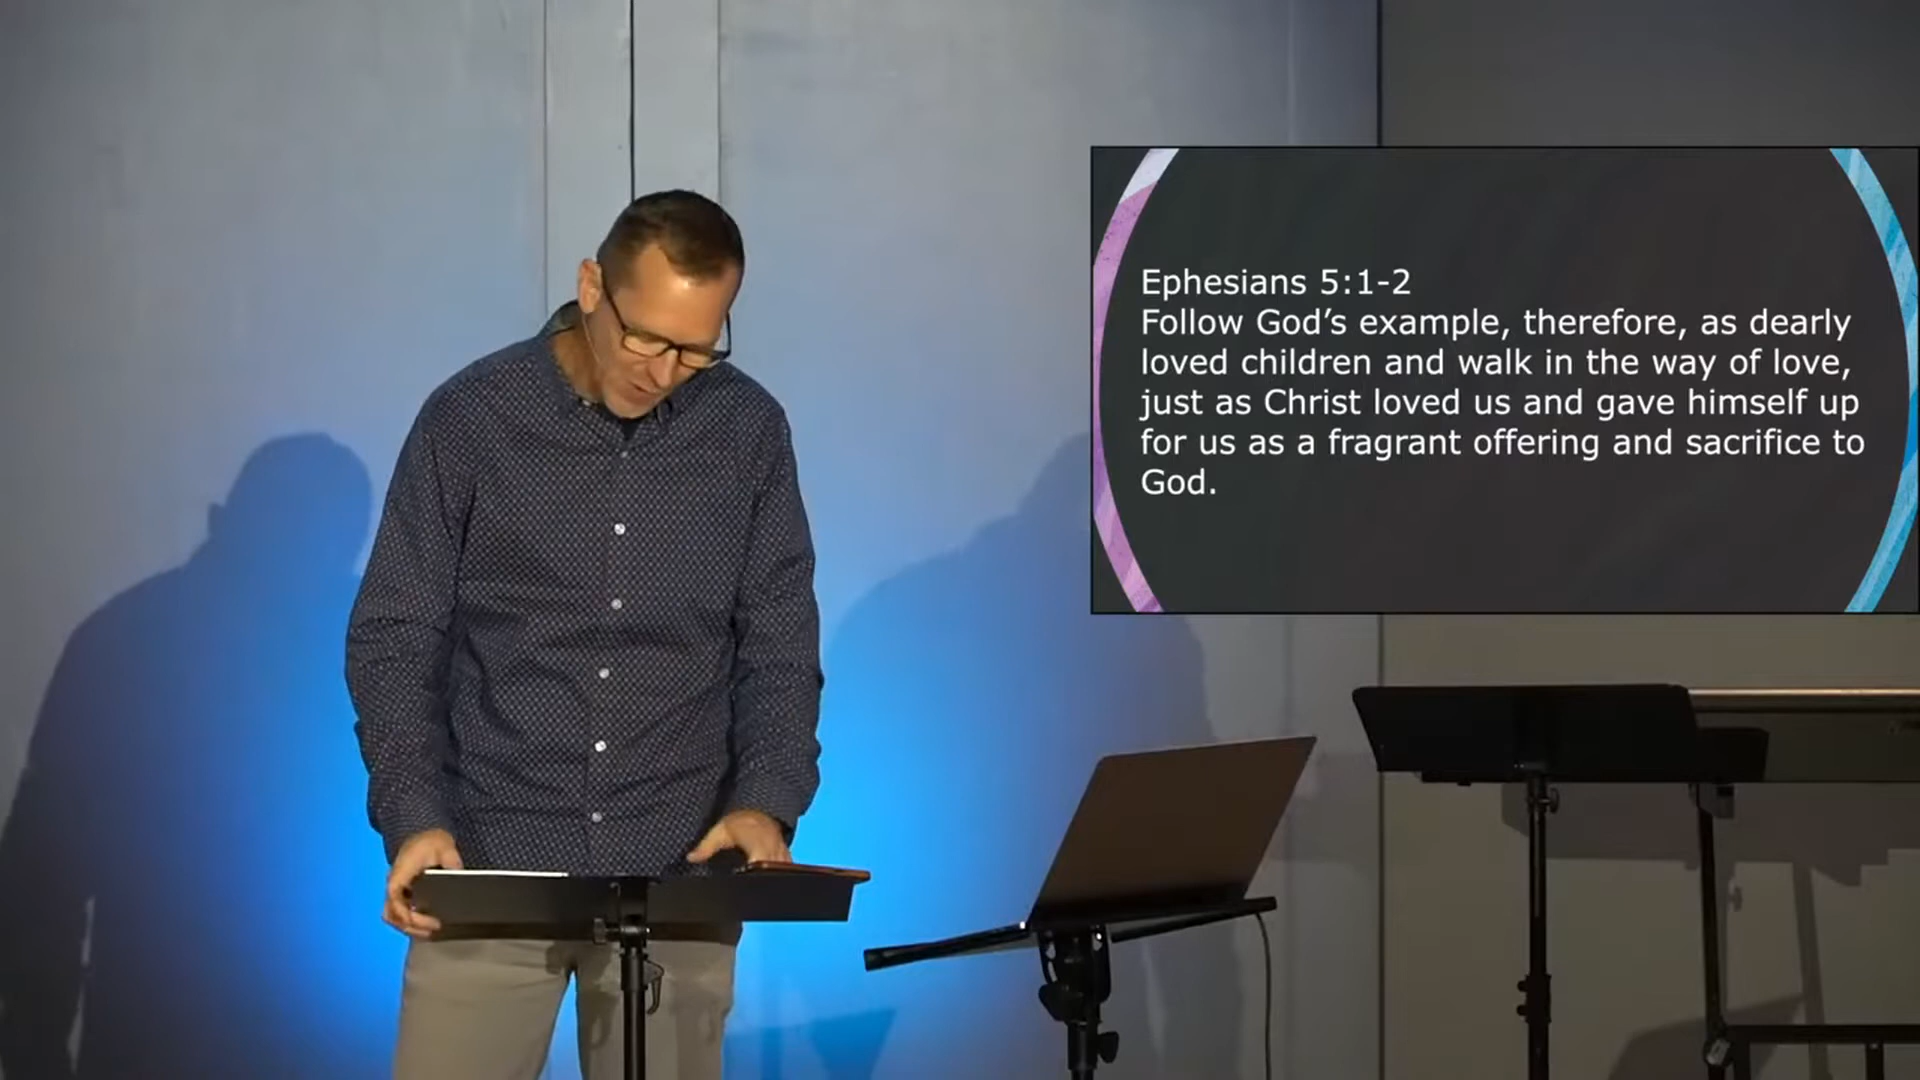 Ephesians 5:1-2
Follow God’s example, therefore, as dearly
loved children and walk in the way of love,
just as Christ loved us and gave himself up
for us as a fragrant offering and sacrifice to
God.